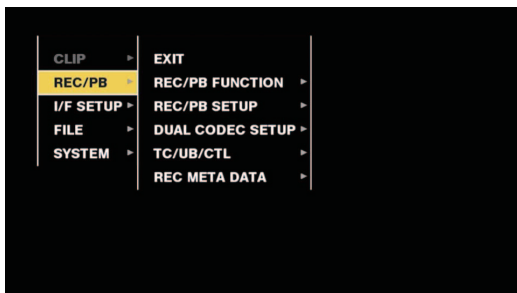 CLIP
REC/PB
I/F SETUP
FILE
SYSTEM
EXIT
REC/PB FUNCTION
REC/PB SETUP
DUAL CODEC SETUP
TC/UB/CTL
REC META DATA